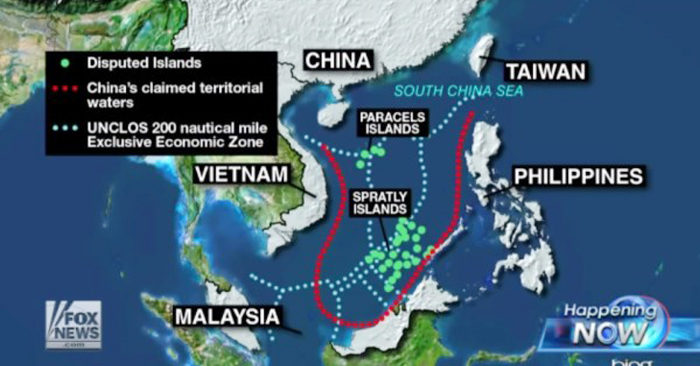 Disputed Islands
China's claimed territorial
waters
UNCLOS 200 nautical mile
Exclusive Economic Zone
CHINA
TAIWAN
SOUTH CHINA SEA
PARACELS
ISLANDS
VIETNAM
PHILIPPINES
SPRATLY
ISLANDS
MALAYSIA
FOX
NEWS
.com
Happening
NOW
bing